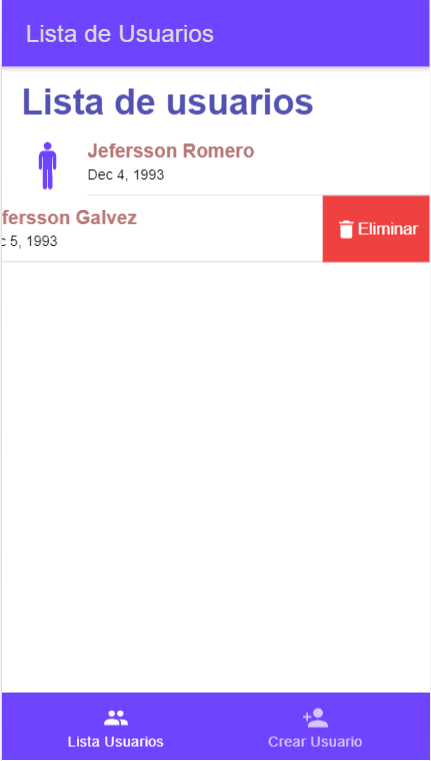 Lista de Usuarios
Lista de usuarios
Jefersson Romero
Dec 4, 1993
fersson Galvez
c 5, 1993
Eliminar
Lista Usuarios
Crear Usuario